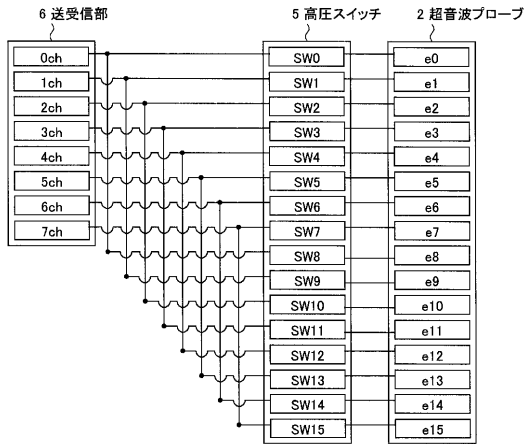 6 送受信部 5 高圧スイッチ 2 超音波プローブ
0ch SW0 e0
1ch SW1 e1
2ch SW2 e2
3ch SW3 e3
4ch SW4 e4
5ch SW5 e5
6ch SW6 e6
7ch SW7 e7
SW8 e8
SW9 e9
SW10 e10
SW11 e11
SW12 e12
SW13 e13
SW14 e14
SW15 e15